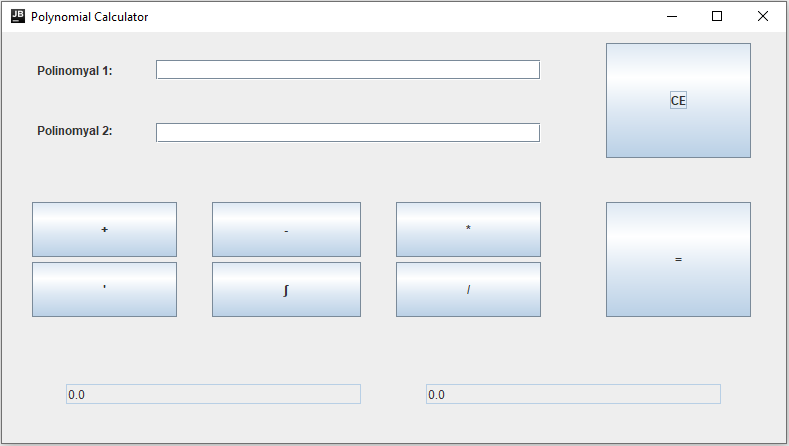 JB
Polynomial Calculator
Polinomyal 1:
CE
Polinomyal 2:
+ - * =
' ∫ /
0.0 0.0